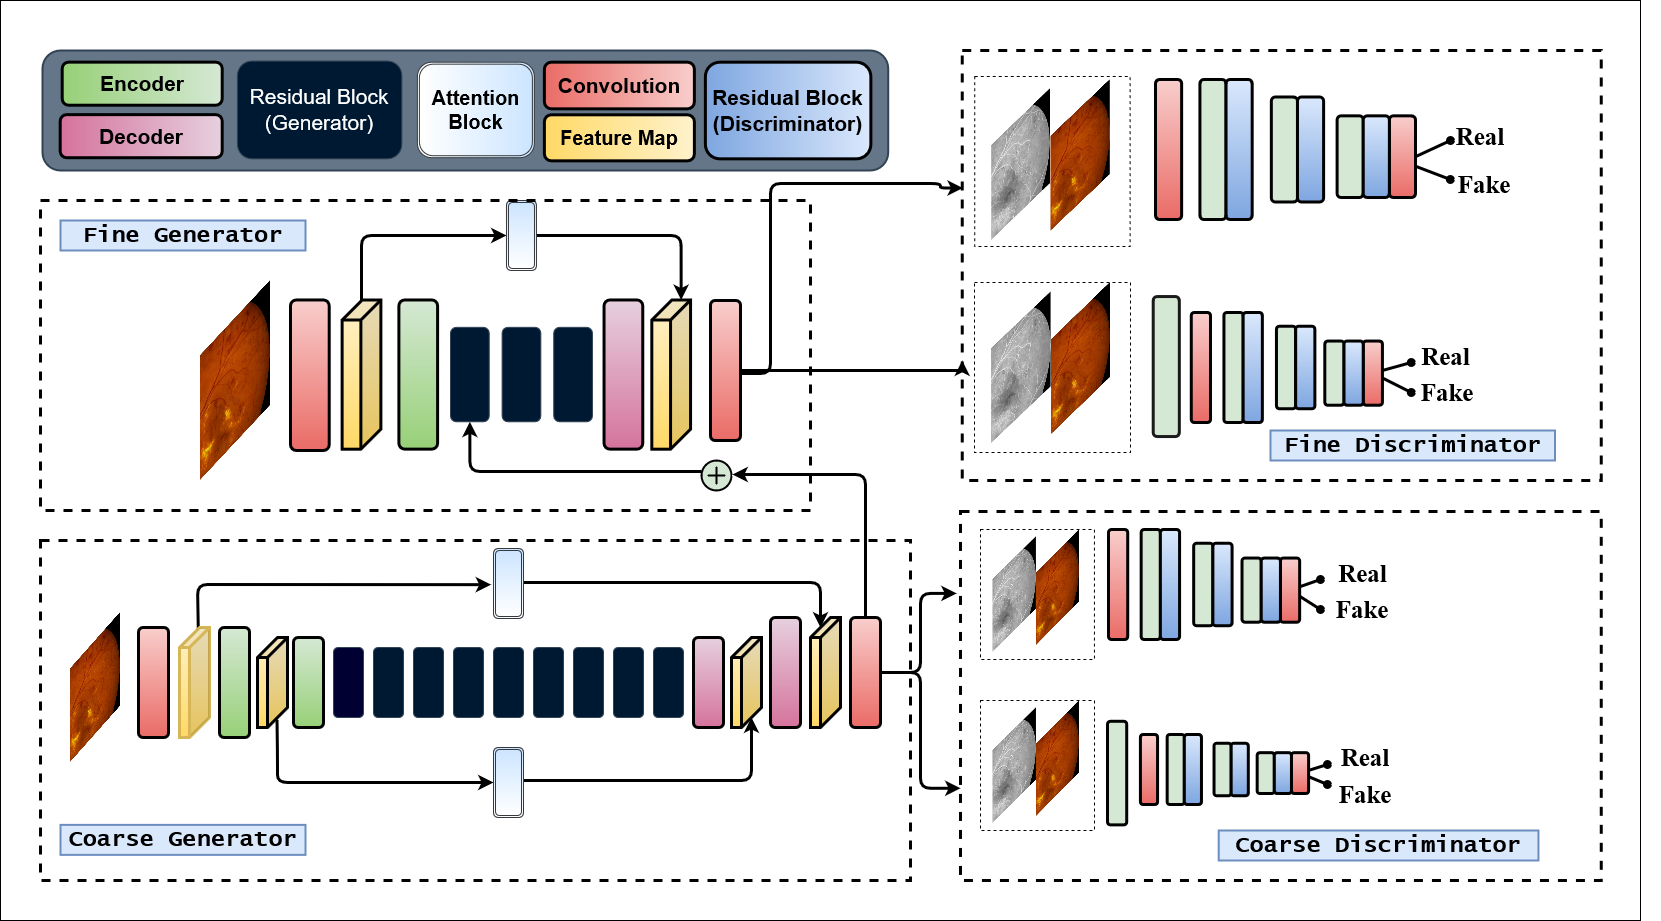 Encoder
Decoder
Residual Block
(Generator)
Attention
Block
Convolution
Feature Map
Residual Block
(Discriminator)
Fine Generator
Real
Fake
Real
Fake
Fine Discriminator
Coarse Generator
Real
Fake
Real
Fake
Coarse Discriminator